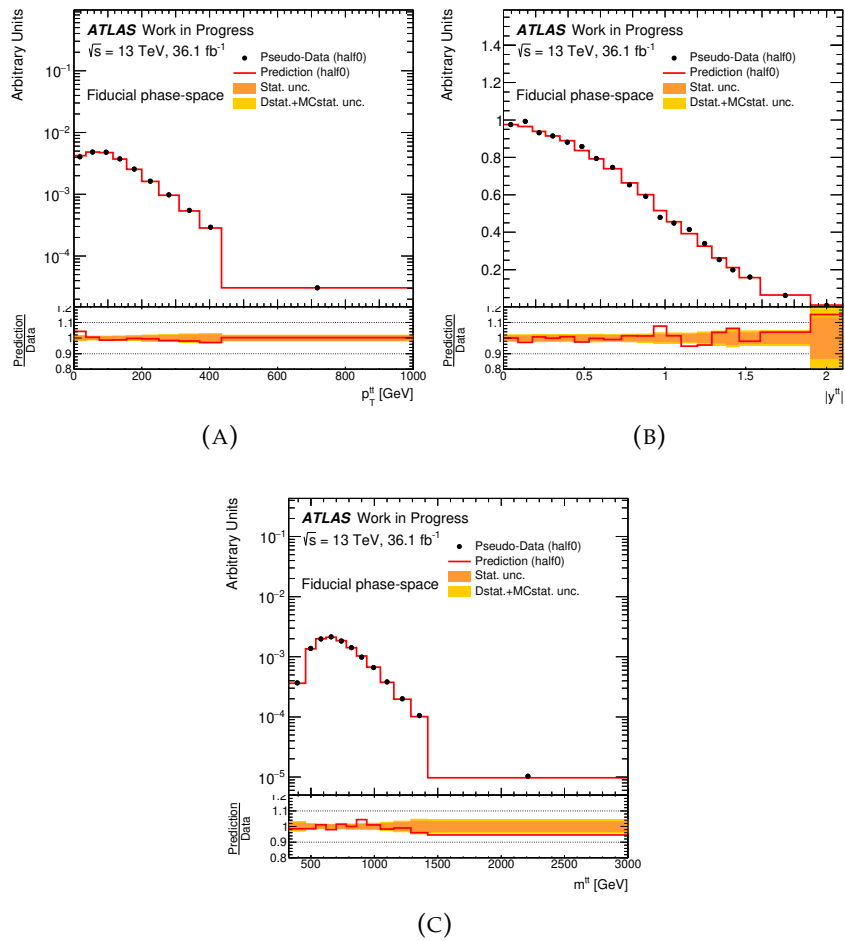 ATLAS Work in Progress
√s = 13 TeV, 36.1 fb⁻¹
Fiducial phase-space
Pseudo-Data (half0)
Prediction (half0)
Stat. unc.
Dstat.+MCstat. unc.
Arbitrary Units
10⁻¹
10⁻²
10⁻³
10⁻⁴
Prediction
Data
1.2
1.1
1
0.9
0.8
0 200 400 600 800 1000
p_T^tt [GeV]
(A)
ATLAS Work in Progress
√s = 13 TeV, 36.1 fb⁻¹
Fiducial phase-space
Pseudo-Data (half0)
Prediction (half0)
Stat. unc.
Dstat.+MCstat. unc.
Arbitrary Units
1.4
1.2
1
0.8
0.6
0.4
0.2
Prediction
Data
1.2
1.1
1
0.9
0.8
0 0.5 1 1.5 2
|y^tt|
(B)
ATLAS Work in Progress
√s = 13 TeV, 36.1 fb⁻¹
Fiducial phase-space
Pseudo-Data (half0)
Prediction (half0)
Stat. unc.
Dstat.+MCstat. unc.
Arbitrary Units
10⁻¹
10⁻²
10⁻³
10⁻⁴
10⁻⁵
Prediction
Data
1.2
1.1
1
0.9
0.8
500 1000 1500 2000 2500 3000
m^tt [GeV]
(C)